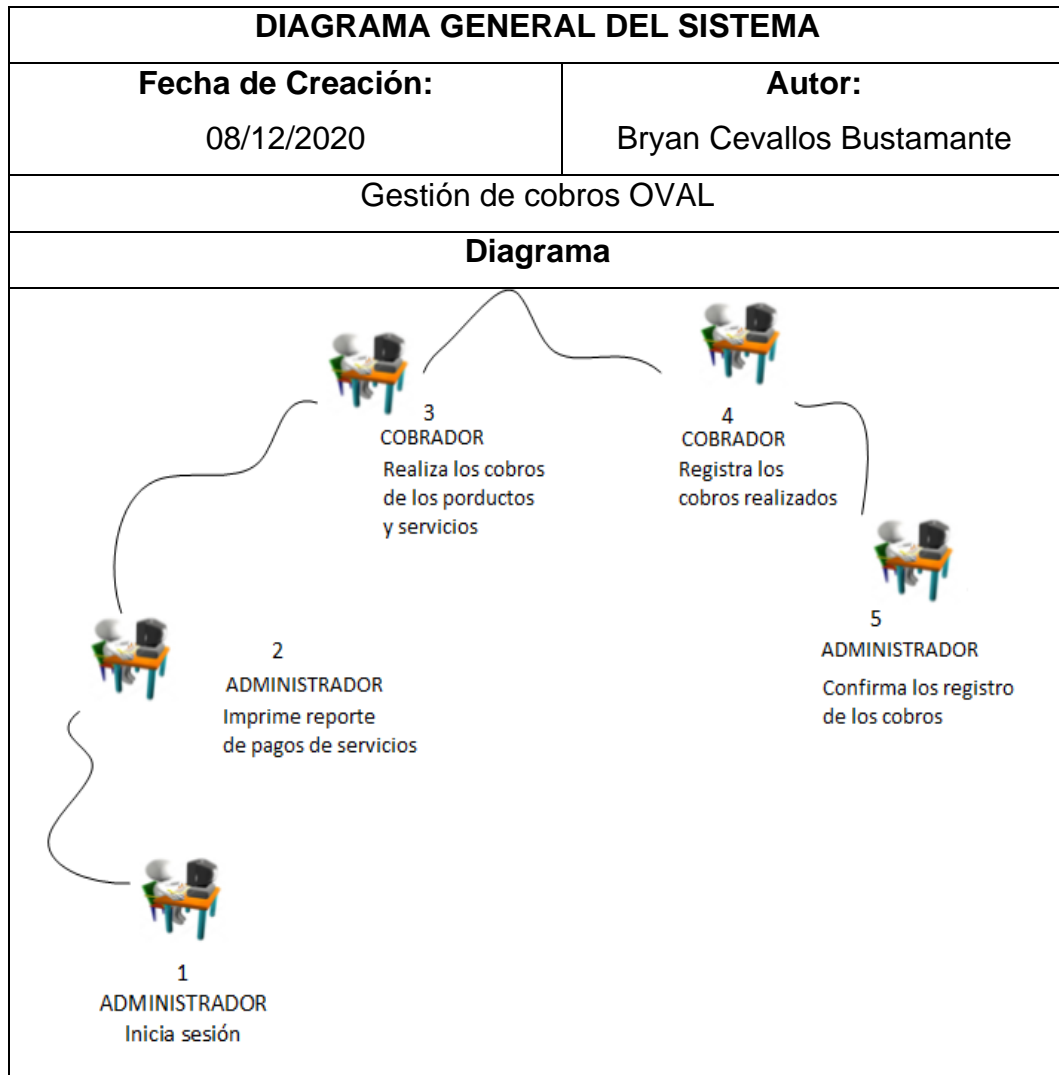 DIAGRAMA GENERAL DEL SISTEMA
Fecha de Creación:
08/12/2020
Autor:
Bryan Cevallos Bustamante
Gestión de cobros OVAL
Diagrama
3
COBRADOR
Realiza los cobros
de los porductos
y servicios
4
COBRADOR
Registra los
cobros realizados
5
ADMINISTRADOR
Confirma los registro
de los cobros
2
ADMINISTRADOR
Imprime reporte
de pagos de servicios
1
ADMINISTRADOR
Inicia sesión